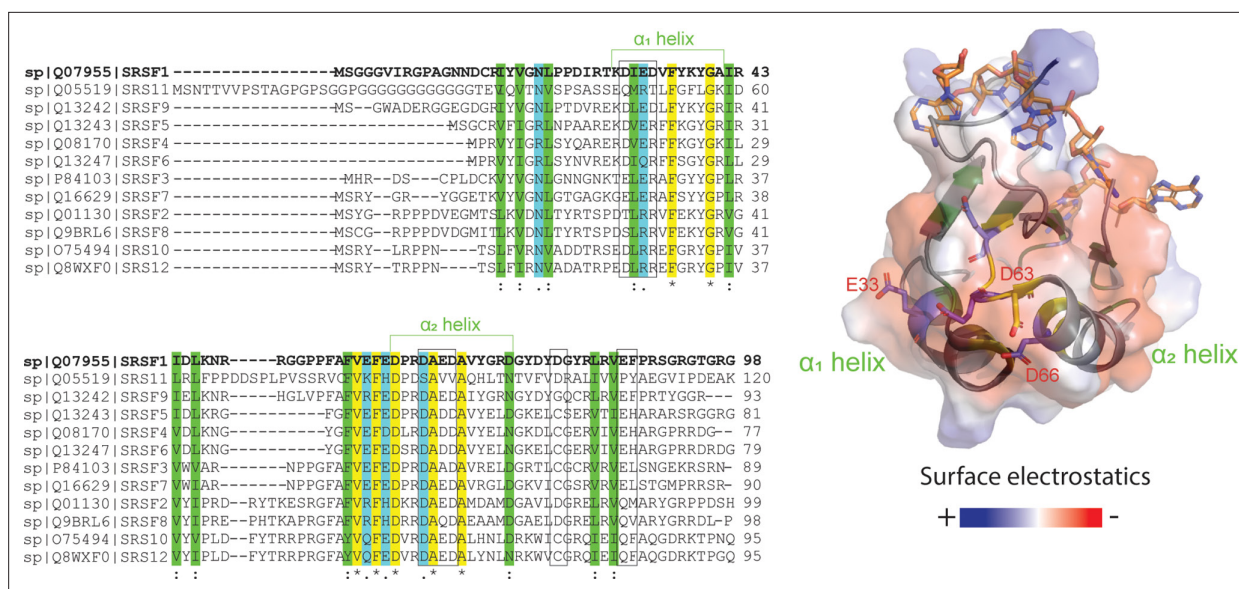 α₁ helix
sp|Q07955|SRSF1 -----------------MSGGGVIRGPAGNNDCRIYVGNLPPDIRTKDIEDVFYKYGAIR 43
sp|Q05519|SRS11 MSNTTVVPSTAPGPSGGPGGGGGGGGGGGGGTEVIQVTNVSPSASSEQMRTLFGFLGKID 60
sp|Q13242|SRSF9 -----------------MS--GWADERGGEGDGRIYVGNLPTDVREKDLEDLFYKYGRIR 41
sp|Q13243|SRSF5 -----------------------------MSGCRVFIGRLNPAAREKDVERFFKGYGRIR 31
sp|Q08170|SRSF4 -------------------------------MPRVYIGRLSYQARERDVERFFKGYGKIL 29
sp|Q13247|SRSF6 -------------------------------MPRVYIGRLSYNVREKDIQRFFSGYGRLL 29
sp|P84103|SRSF3 ------------------MHR--DS---CPLDCKVYVGNLGNNGNKTELERAFGYYGPLR 37
sp|Q16629|SRSF7 -----------------MSRY--GR---YGGETKVYVGNLGTGAGKGELERAFSYYGPLR 38
sp|Q01130|SRSF2 -----------------MSYG--RPPPDVEGMTSLKVDNLTYRTSPDTLRRVFEKYGRVG 41
sp|Q9BRL6|SRSF8 -----------------MSCG--RPPPDVDGMITLKVDNLTYRTSPDSLRRVFEKYGRVG 41
sp|O75494|SRS10 -----------------MSRY--LRPPN----TSLFVRNVADDTRSEDLRREFGRYGPIV 37
sp|Q8WXF0|SRS12 -----------------MSRY--TRPPN----TSLFIRNVADATRPEDLRREFGRYGPIV 37
: : .: :. * * :
α₂ helix
sp|Q07955|SRSF1 IDLKNR-----RGGPPFAFVEFEDPRDAEDAVYGRDGYDYDGYRLRVEFPRSGRGTGRG 98
sp|Q05519|SRS11 LRLFPPDDSPLPVSSRVCFVKFHDPDSAVVAQHLTNTVFVDRALIVVPYAEGVIPDEAK 120
sp|Q13242|SRSF9 IELKNR-----HGLVPFAFVRFEDPRDAEDAIYGRNGYDYGQCRLRVEFPRTYGGR--- 93
sp|Q13243|SRSF5 IDLKRG--------FGFVEFEDPRDADDAVYELDGKELCSERVTIEHARARSRGGRG 81
sp|Q08170|SRSF4 VDLKNG--------YGFVEFDDLRDADDAVYELNGKDLCGERVIVEHARGPRRDG-- 77
sp|Q13247|SRSF6 VDLKNG--------YGFVEFEDSRDADDAVYELNGKELCGERVIVEHARGPRRDRDG 79
sp|P84103|SRSF3 VWVAR-------NPPGFAFVEFEDPRDAADAVRELDGRTLCGCRVRVELSNGEKRSRN- 89
sp|Q16629|SRSF7 VWIAR-------NPPGFAFVEFEDPRDAEDAVRGLDGKVICGSRVRVELSTGMPRRSR- 90
sp|Q01130|SRSF2 VYIPRD--RYTKESRGFAFVRFHDKRDAEDAMDAMDGAVLDGRELRVQMARYGRPPDSH 99
sp|Q9BRL6|SRSF8 VYIPRE--PHTKAPRGFAFVRFHDRRDAQDAEAAMDGAELDGRELRVQVARYGRRDL-P 98
sp|O75494|SRS10 VYVPLD--FYTRRPRGFAYVQFEDVRDAEDALHNLDRKWICGRQIEIQFAQGDRKTPNQ 95
sp|Q8WXF0|SRS12 VYIPLD--FYTRRPRGFAYVQFEDVRDAEDALYNLNRKWVCGRQIEIQFAQGDRKTPGQ 95
: : :*.*.* .* * : : :
E33
D63
D66
α₁ helix
α₂ helix
Surface electrostatics
+ -